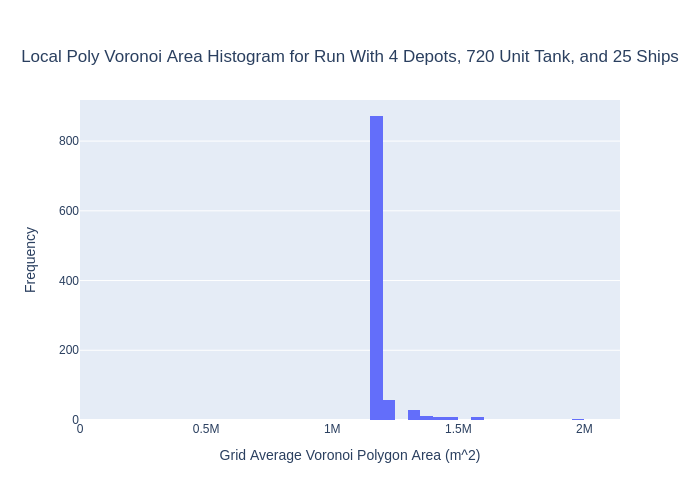 Local Poly Voronoi Area Histogram for Run With 4 Depots, 720 Unit Tank, and 25 Ships
Frequency
800
600
400
200
0
0 0.5M 1M 1.5M 2M
Grid Average Voronoi Polygon Area (m^2)